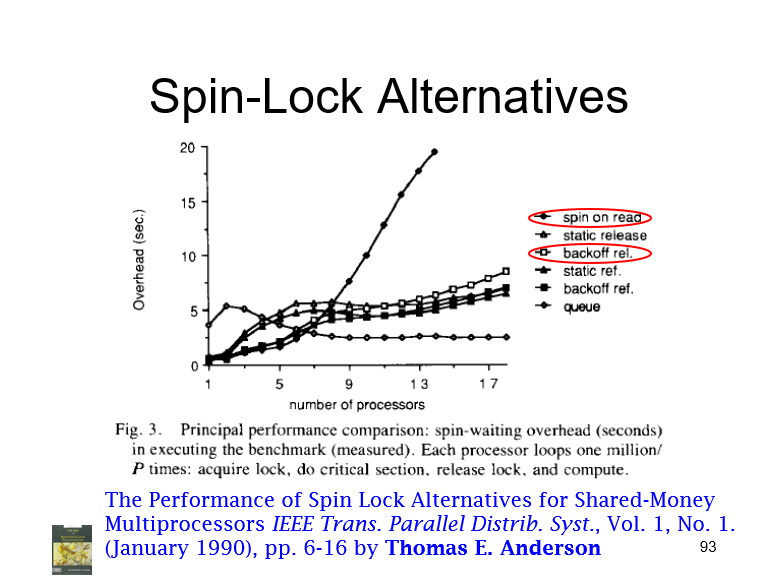 Spin-Lock Alternatives
20
15
10
5
0
Overhead (sec.)
1 5 9 13 17
number of processors
spin on read
static release
backoff rel.
static ref.
backoff ref.
queue
Fig. 3. Principal performance comparison: spin-waiting overhead (seconds)
in executing the benchmark (measured). Each processor loops one million/
P times: acquire lock, do critical section, release lock, and compute.
The Performance of Spin Lock Alternatives for Shared-Money
Multiprocessors IEEE Trans. Parallel Distrib. Syst., Vol. 1, No. 1.
(January 1990), pp. 6-16 by Thomas E. Anderson
93